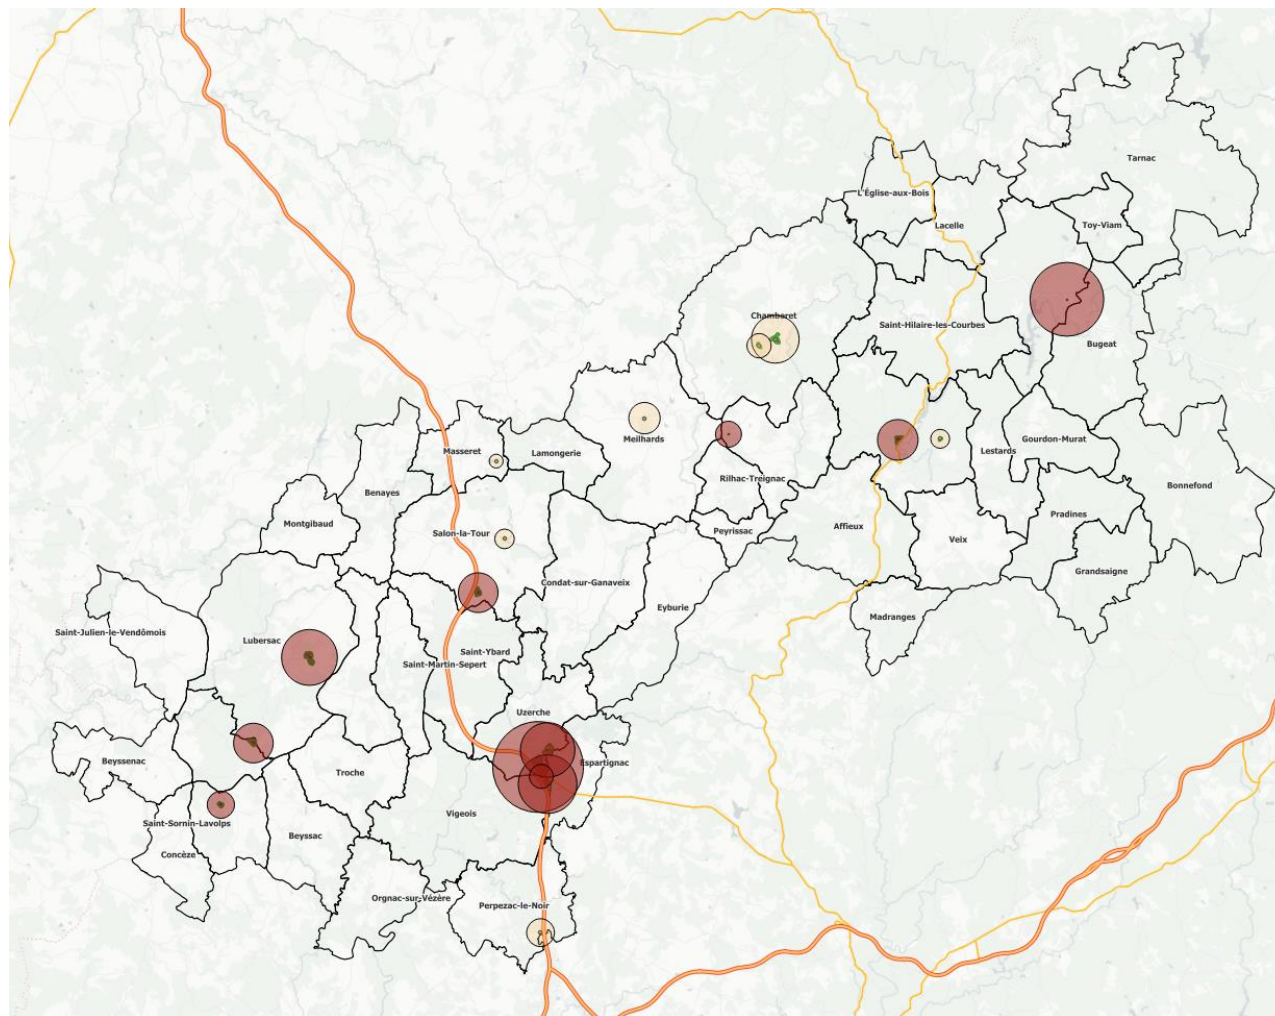 Tarnac
L'Église-aux-Bois
Lacelle
Toy-Viam
Chamberet
Saint-Hilaire-les-Courbes
Bugeat
Meilhards
Gourdon-Murat
Masseret
Lamongerie
Lestards
Rilhac-Treignac
Bonnefond
Benayes
Pradines
Montgibaud
Affieux
Salon-la-Tour
Peyrissac
Veix
Grandsaigne
Condat-sur-Ganaveix
Eyburie
Madranges
Saint-Julien-le-Vendômois
Lubersac
Saint-Ybard
Saint-Martin-Sepert
Uzerche
Beyssenac
Espartignac
Troche
Vigeois
Saint-Sornin-Lavolps
Beyssac
Concèze
Orgnac-sur-Vézère
Perpezac-le-Noir